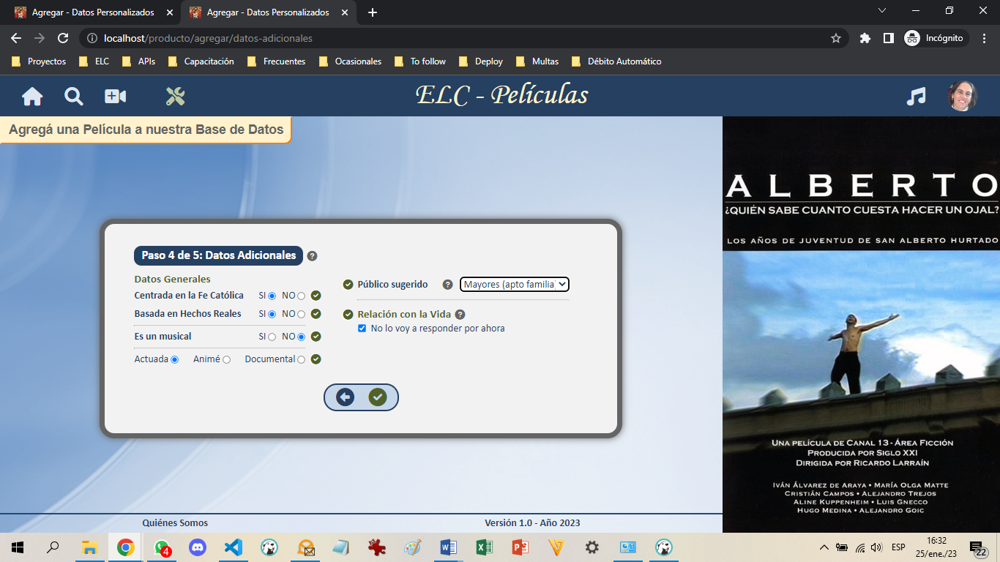 Agregar - Datos Personalizados
Agregar - Datos Personalizados
localhost/producto/agregar/datos-adicionales
Incógnito
Proyectos
ELC
APIs
Capacitación
Frecuentes
Ocasionales
To follow
Deploy
Multas
Débito Automático
ELC - Películas
Agregá una Película a nuestra Base de Datos
Paso 4 de 5: Datos Adicionales
Datos Generales
Centrada en la Fe Católica SI NO
Basada en Hechos Reales SI NO
Es un musical SI NO
Actuada Animé Documental
Público sugerido Mayores (apto familia
Relación con la Vida
No lo voy a responder por ahora
ALBERTO
¿QUIÉN SABE CUANTO CUESTA HACER UN OJAL?
LOS AÑOS DE JUVENTUD DE SAN ALBERTO HURTADO
UNA PELÍCULA DE CANAL 13 - ÁREA FICCIÓN
PRODUCIDA POR SIGLO XXI
DIRIGIDA POR RICARDO LARRAÍN
IVÁN ÁLVAREZ DE ARAYA • MARÍA OLGA MATTE
CRISTIÁN CAMPOS • ALEJANDRO TREJOS
ALINE KUPPENHEIM • LUIS GNECCO
HUGO MEDINA • ALEJANDRO GOIC
Quiénes Somos
Versión 1.0 - Año 2023
4
ESP
16:32
25/ene./23
22